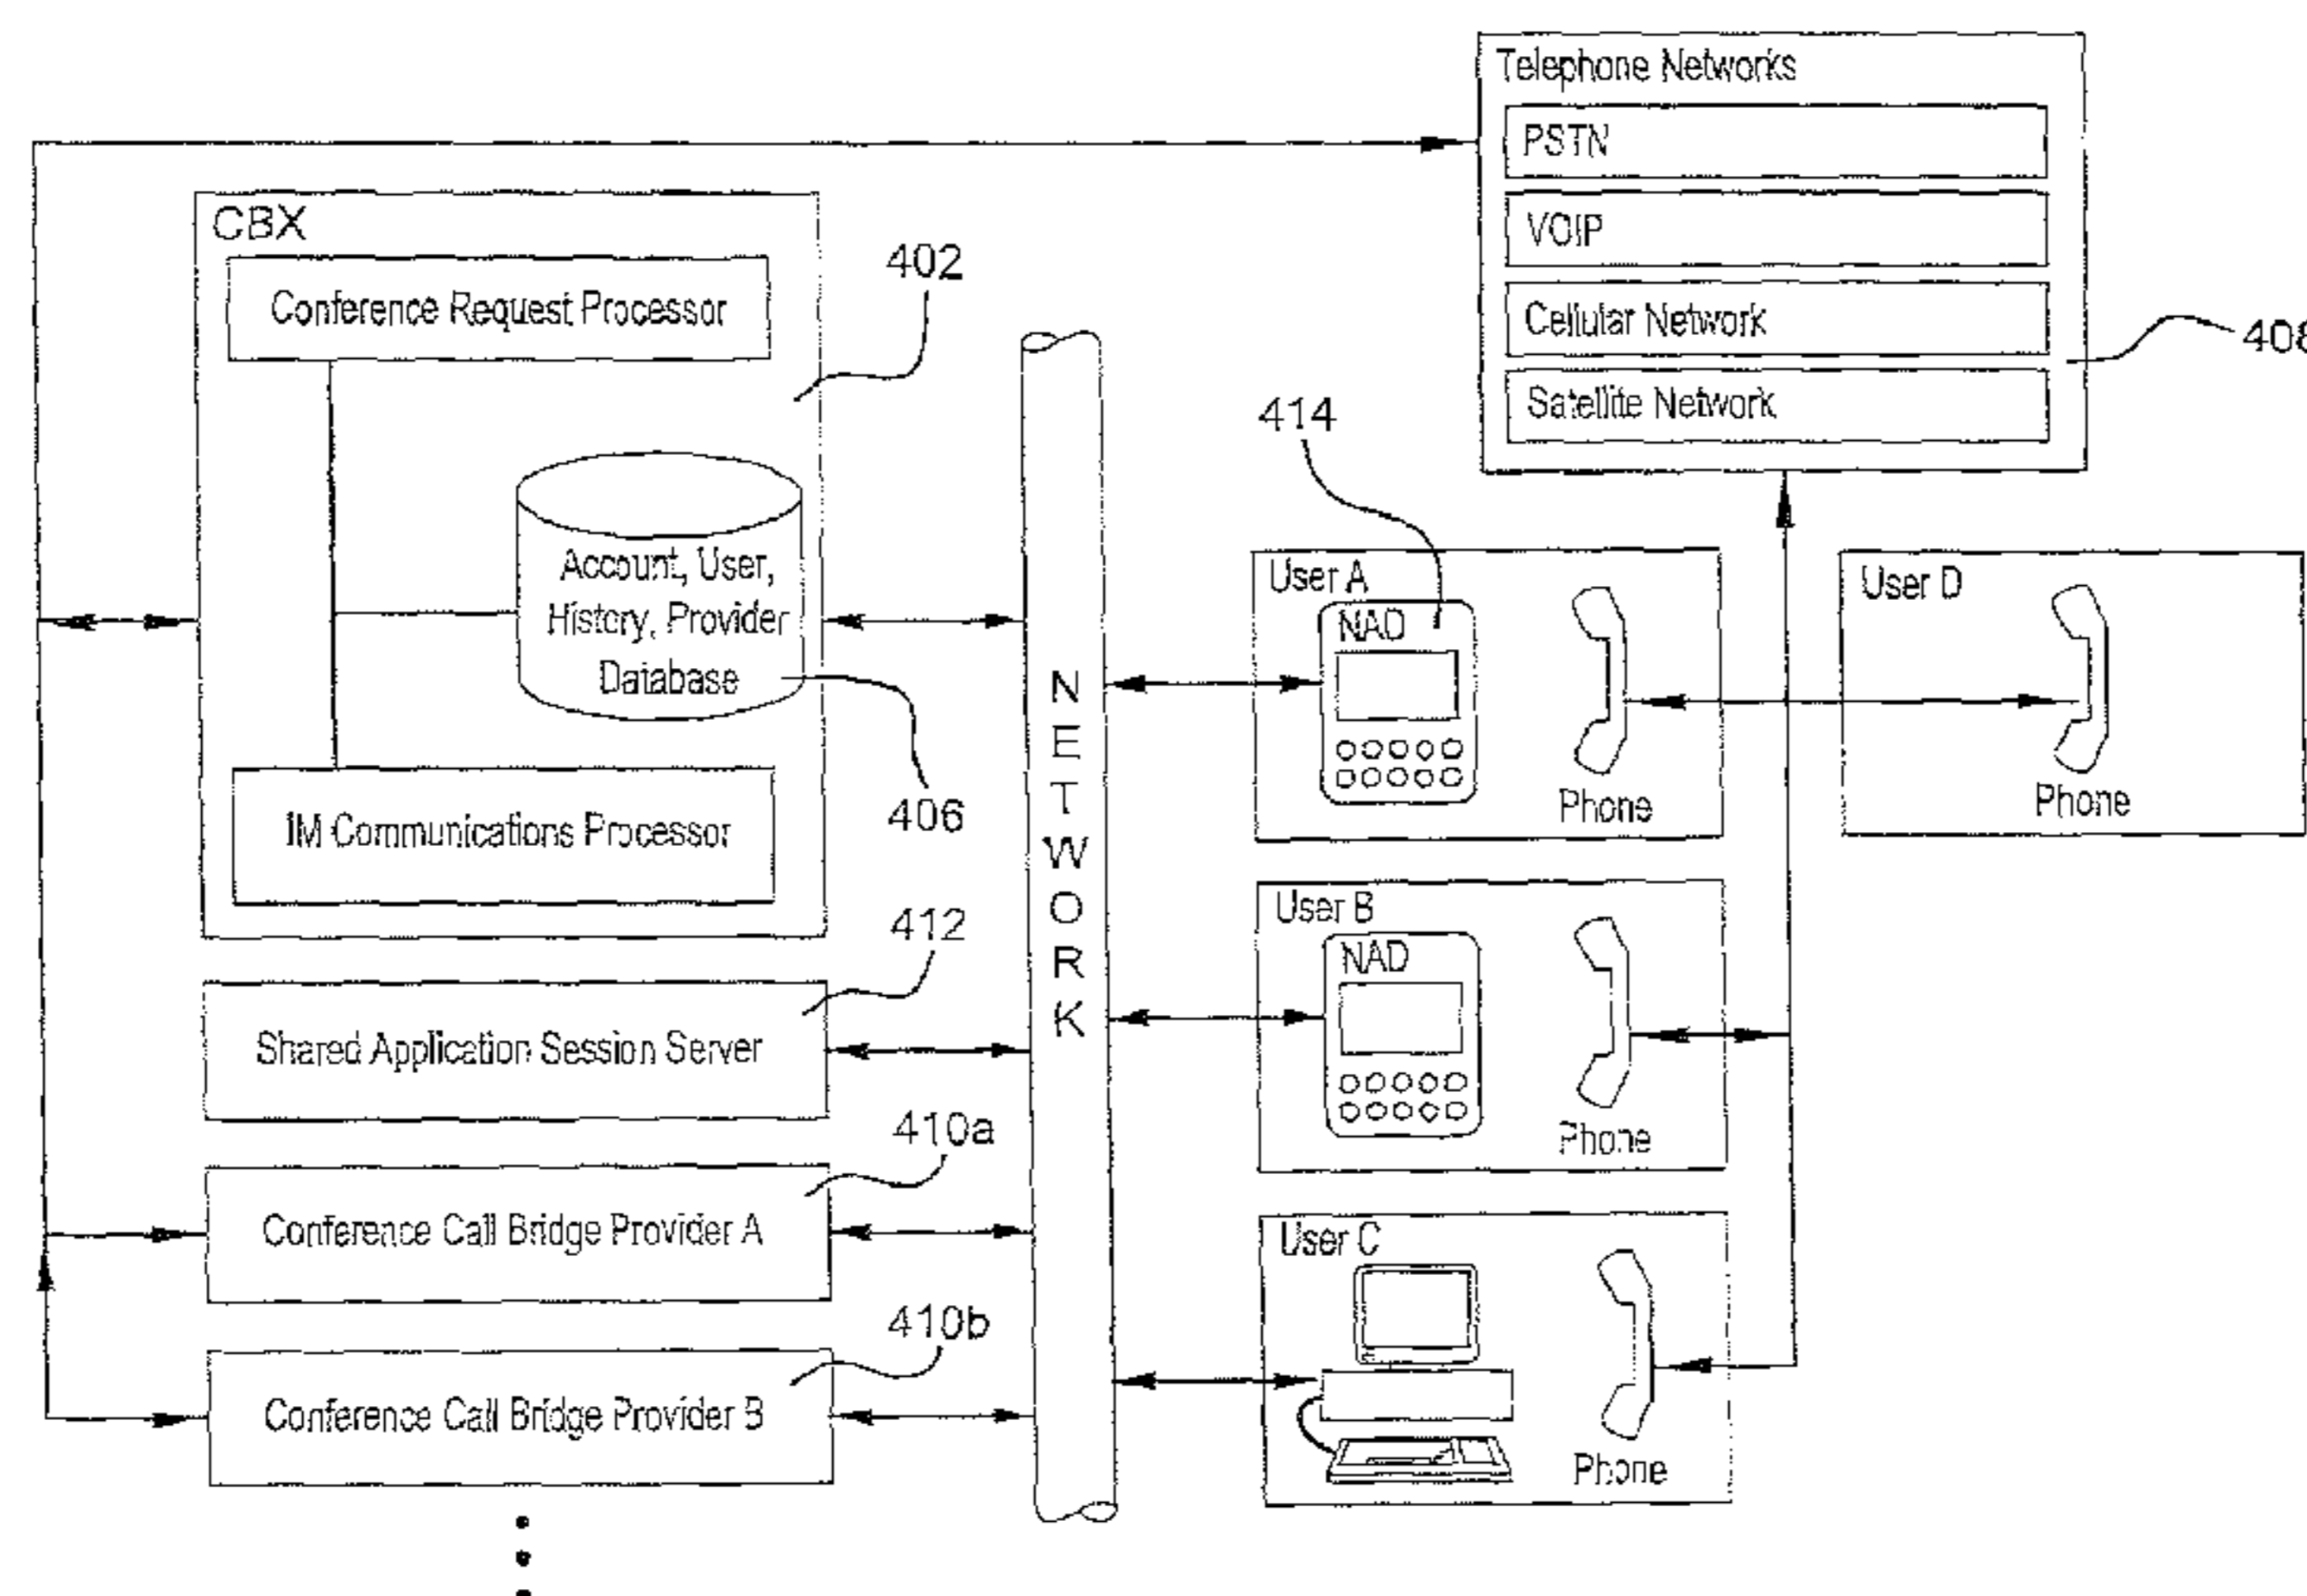 Telephone Networks
PSTN
VOIP
Cellular Network
Satellite Network
408
CBX
Conference Request Processor
402
Account, User,
History, Provider
Database
406
IM Communications Processor
412
Shared Application Session Server
410a
Conference Call Bridge Provider A
410b
Conference Call Bridge Provider B
NETWORK
414
User A
NAD
Phone
User D
Phone
User B
NAD
Phone
User C
Phone